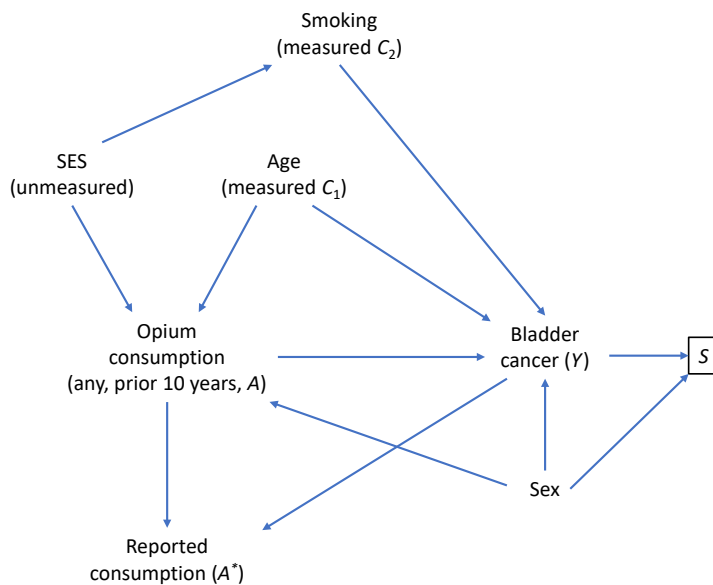 Smoking
(measured C₂)
SES
(unmeasured)
Age
(measured C₁)
Opium
consumption
(any, prior 10 years, A)
Bladder
cancer (Y)
S
Sex
Reported
consumption (A*)